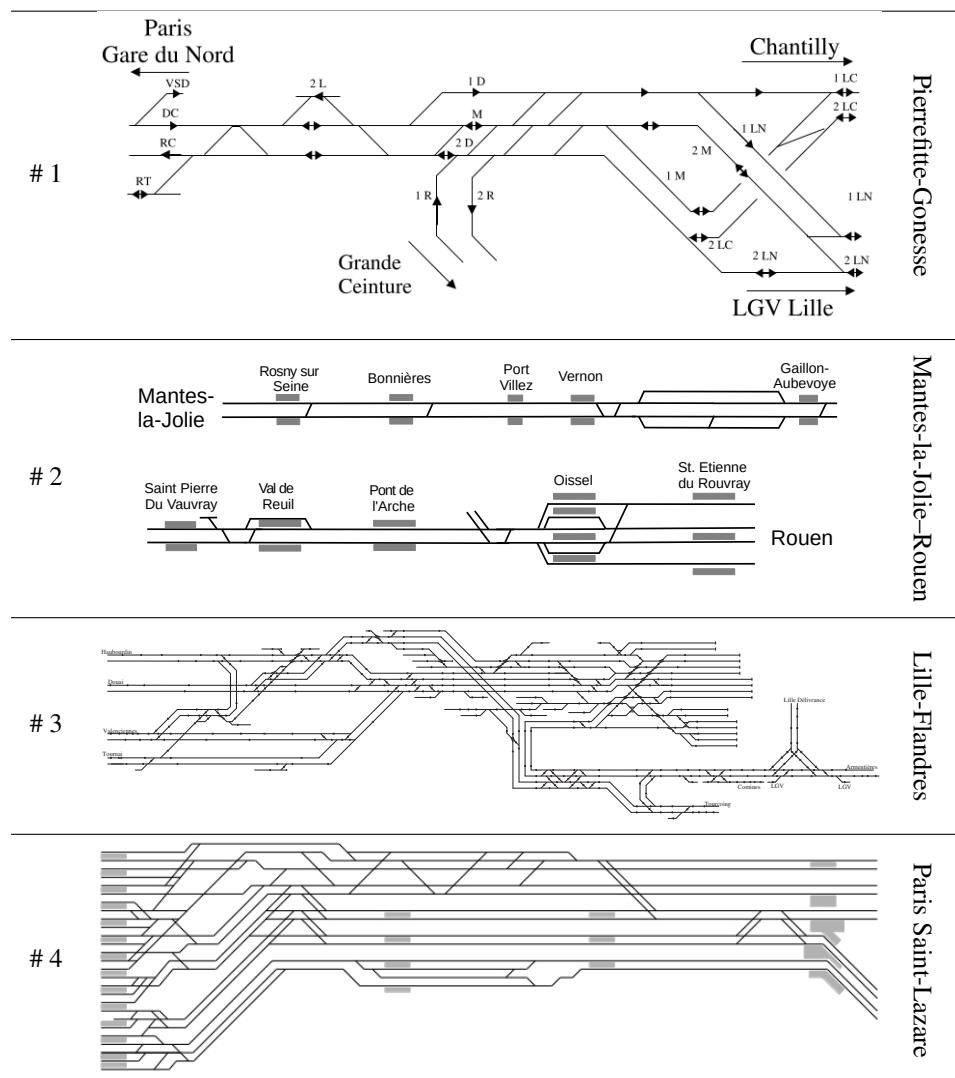 Paris
Gare du Nord
Chantilly
VSD
2 L
1 D
1 LC
2 LC
DC
M
1 LN
RC
2 D
2 M
# 1
RT
1 R
2 R
1 M
1 LN
2 LC
Grande
Ceinture
2 LN
2 LN
LGV Lille
Pierrefitte-Gonesse
Rosny sur
Seine
Bonnières
Port
Villez
Vernon
Gaillon-
Aubevoye
Mantes-
la-Jolie
# 2
Saint Pierre
Du Vauvray
Val de
Reuil
Pont de
l'Arche
Oissel
St. Etienne
du Rouvray
Rouen
Mantes-la-Jolie–Rouen
Haubourdin
Douai
# 3
Valenciennes
Tournai
Lille Délivrance
Armentières
Comines
LGV
LGV
Tourcoing
Lille-Flandres
# 4
Paris Saint-Lazare